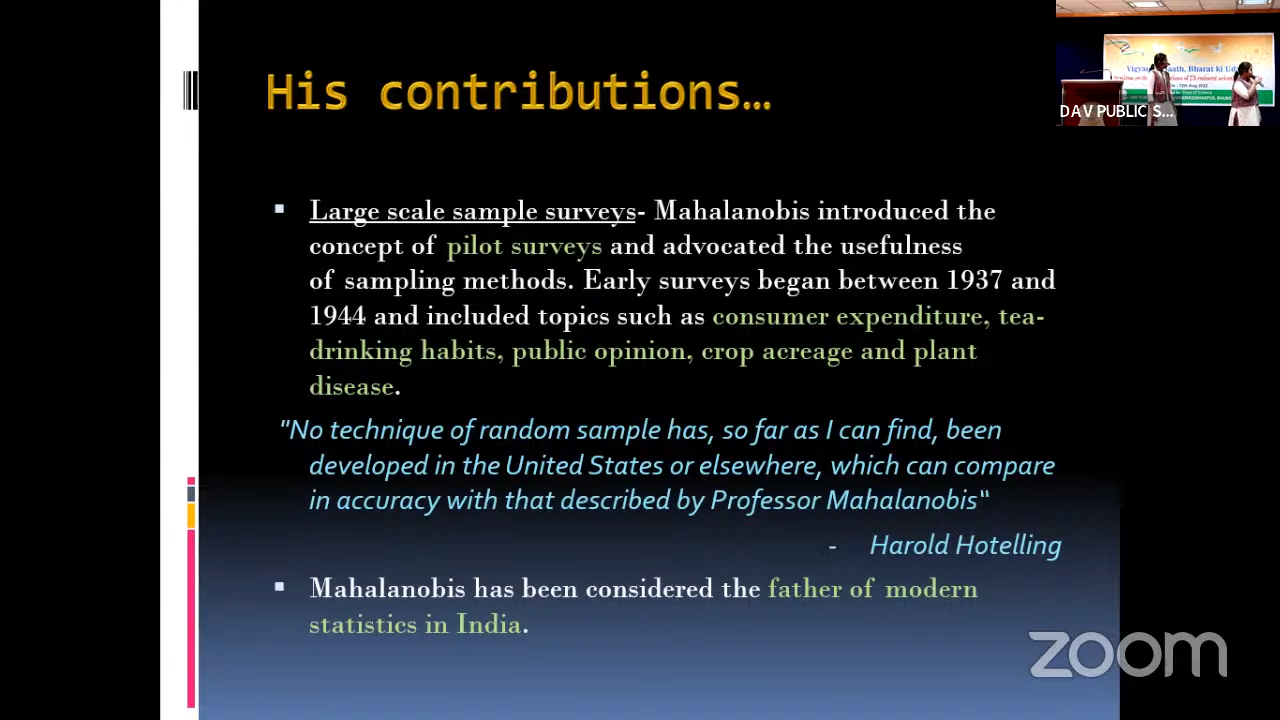 His contributions…
Large scale sample surveys- Mahalanobis introduced the
concept of pilot surveys and advocated the usefulness
of sampling methods. Early surveys began between 1937 and
1944 and included topics such as consumer expenditure, tea-
drinking habits, public opinion, crop acreage and plant
disease.
"No technique of random sample has, so far as I can find, been
developed in the United States or elsewhere, which can compare
in accuracy with that described by Professor Mahalanobis“
- Harold Hotelling
Mahalanobis has been considered the father of modern
statistics in India.
DAV PUBLIC S...
zoom